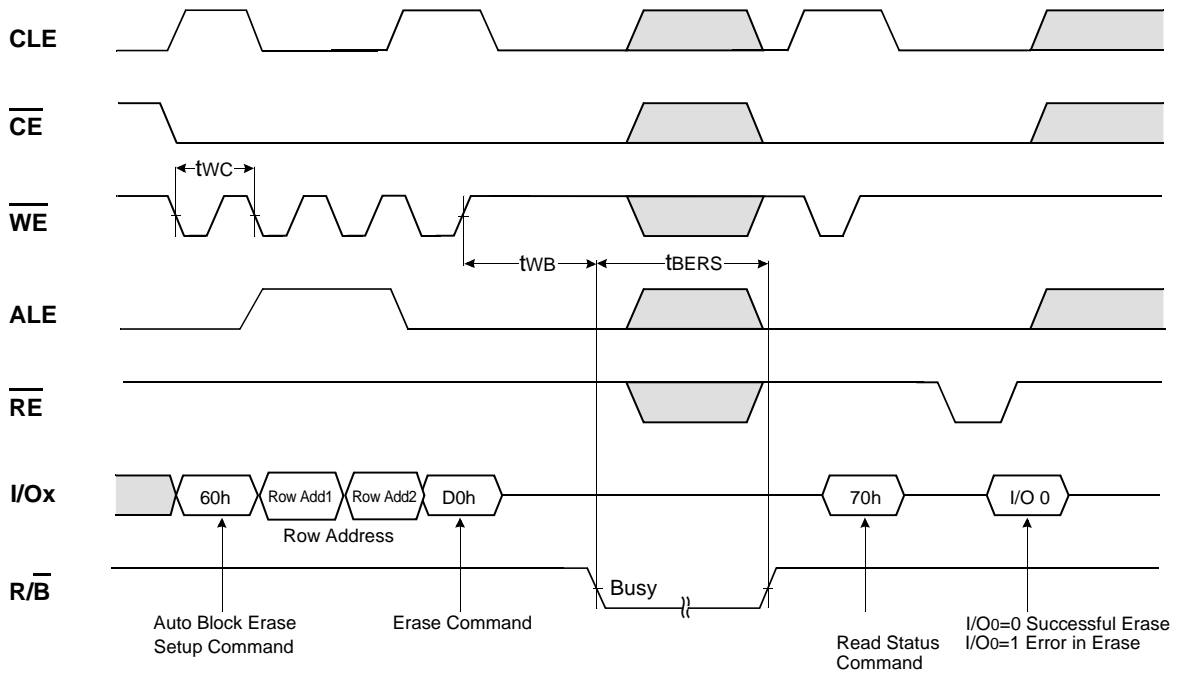 CLE
CE
tWC
WE
tWB
tBERS
ALE
RE
I/Ox
60h
Row Add1
Row Add2
D0h
70h
I/O 0
Row Address
R/B
Busy
Auto Block Erase
Setup Command
Erase Command
Read Status
Command
I/O0=0 Successful Erase
I/O0=1 Error in Erase